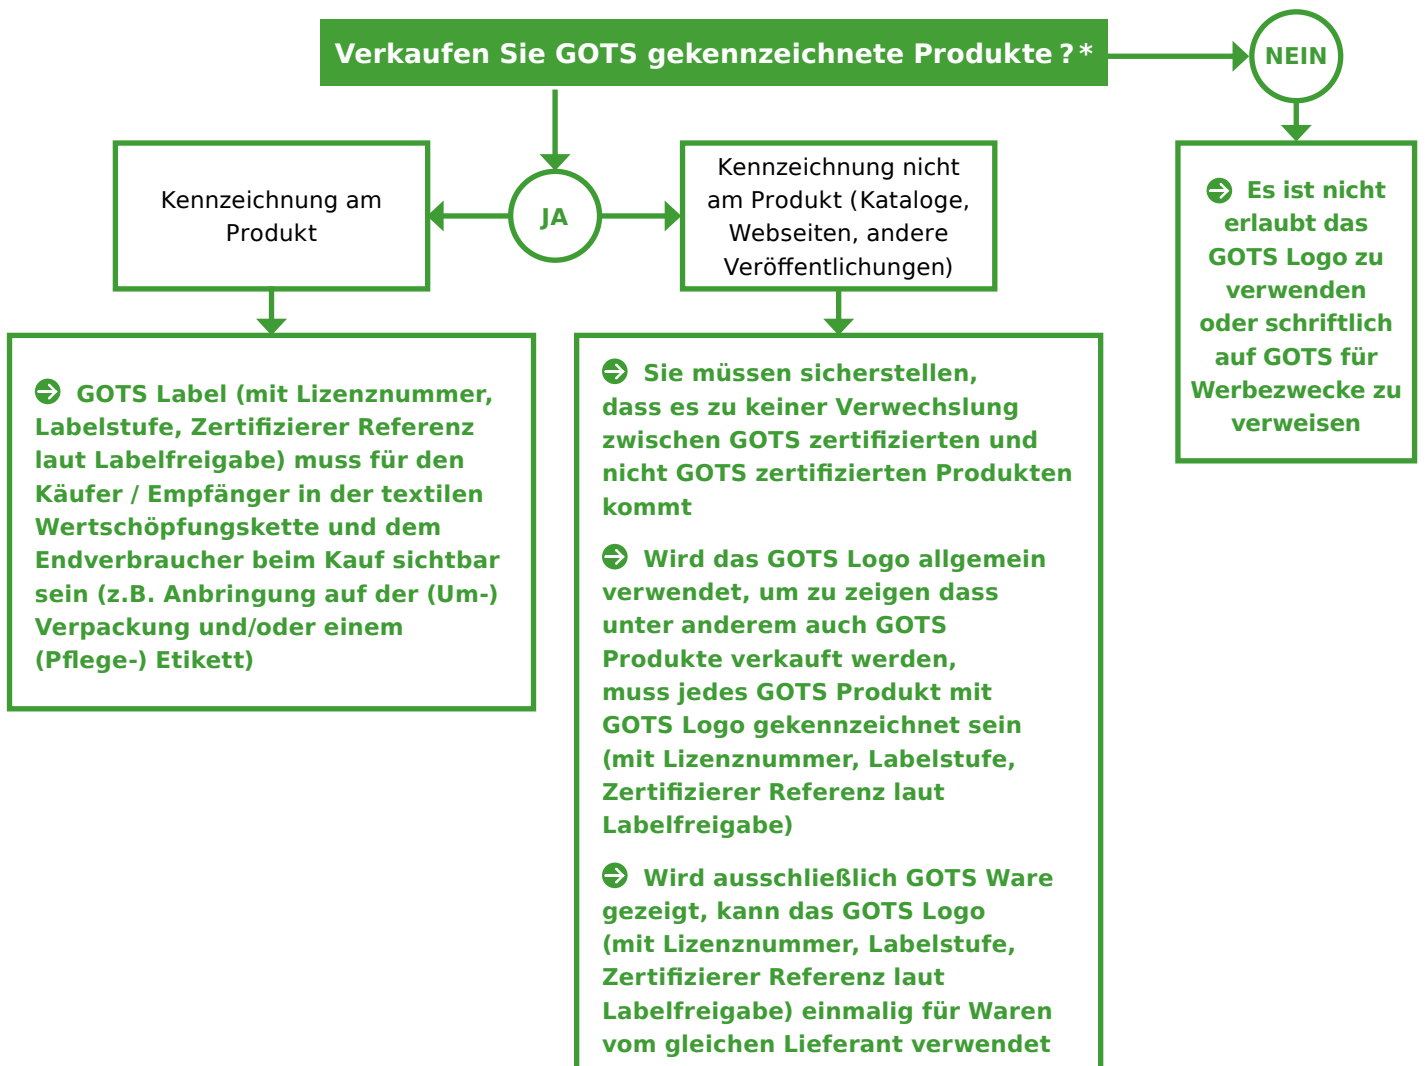 Verkaufen Sie GOTS gekennzeichnete Produkte ? *
NEIN
Kennzeichnung am
Produkt
JA
Kennzeichnung nicht
am Produkt (Kataloge,
Webseiten, andere
Veröffentlichungen)
Es ist nicht
erlaubt das
GOTS Logo zu
verwenden
oder schriftlich
auf GOTS für
Werbezwecke zu
verweisen
GOTS Label (mit Lizenznummer,
Labelstufe, Zertifizierer Referenz
laut Labelfreigabe) muss für den
Käufer / Empfänger in der textilen
Wertschöpfungskette und dem
Endverbraucher beim Kauf sichtbar
sein (z.B. Anbringung auf der (Um-)
Verpackung und/oder einem
(Pflege-) Etikett)
Sie müssen sicherstellen,
dass es zu keiner Verwechslung
zwischen GOTS zertifizierten und
nicht GOTS zertifizierten Produkten
kommt
Wird das GOTS Logo allgemein
verwendet, um zu zeigen dass
unter anderem auch GOTS
Produkte verkauft werden,
muss jedes GOTS Produkt mit
GOTS Logo gekennzeichnet sein
(mit Lizenznummer, Labelstufe,
Zertifizierer Referenz laut
Labelfreigabe)
Wird ausschließlich GOTS Ware
gezeigt, kann das GOTS Logo
(mit Lizenznummer, Labelstufe,
Zertifizierer Referenz laut
Labelfreigabe) einmalig für Waren
vom gleichen Lieferant verwendet